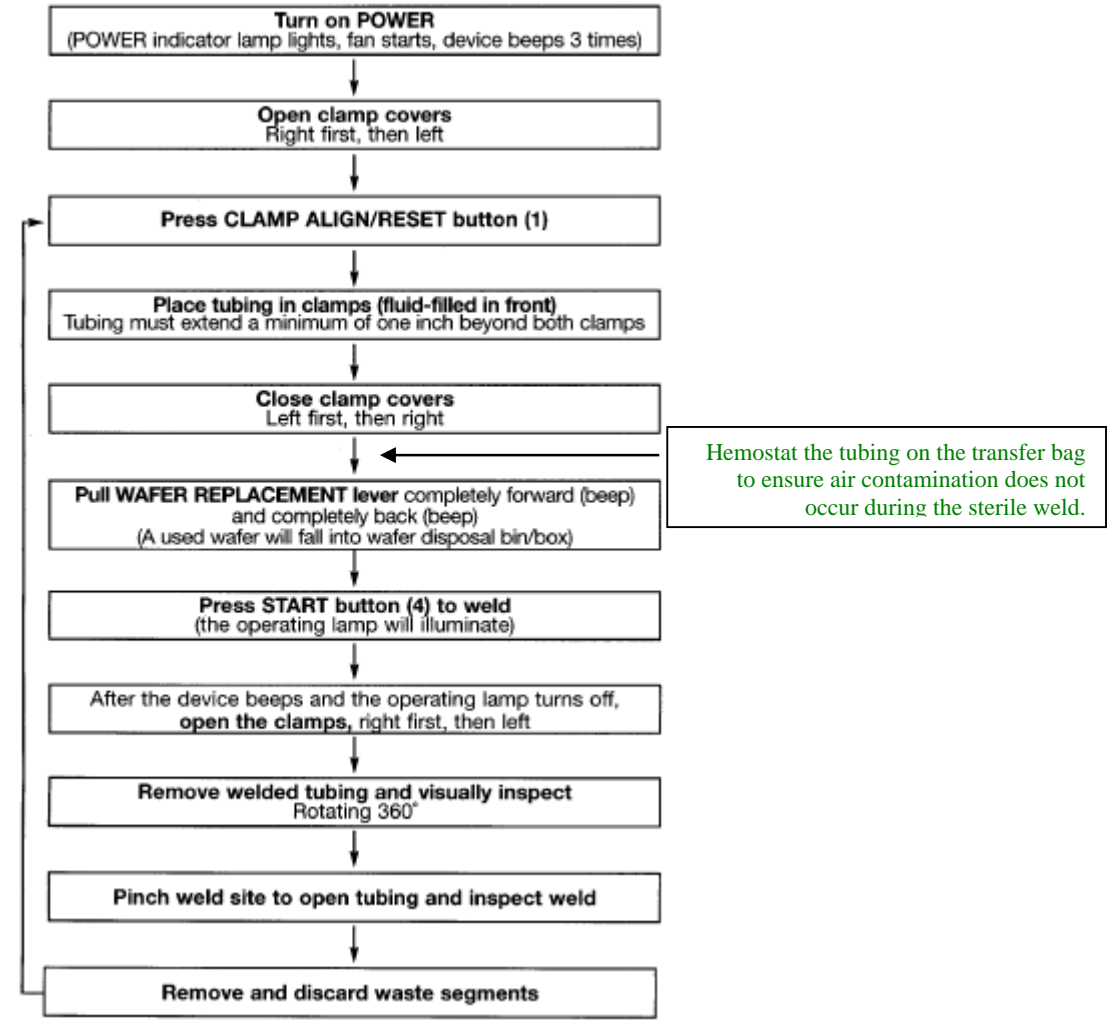 Turn on POWER
(POWER indicator lamp lights, fan starts, device beeps 3 times)
Open clamp covers
Right first, then left
Press CLAMP ALIGN/RESET button (1)
Place tubing in clamps (fluid-filled in front)
Tubing must extend a minimum of one inch beyond both clamps
Close clamp covers
Left first, then right
Hemostat the tubing on the transfer bag
to ensure air contamination does not
occur during the sterile weld.
Pull WAFER REPLACEMENT lever completely forward (beep)
and completely back (beep)
(A used wafer will fall into wafer disposal bin/box)
Press START button (4) to weld
(the operating lamp will illuminate)
After the device beeps and the operating lamp turns off,
open the clamps, right first, then left
Remove welded tubing and visually inspect
Rotating 360°
Pinch weld site to open tubing and inspect weld
Remove and discard waste segments